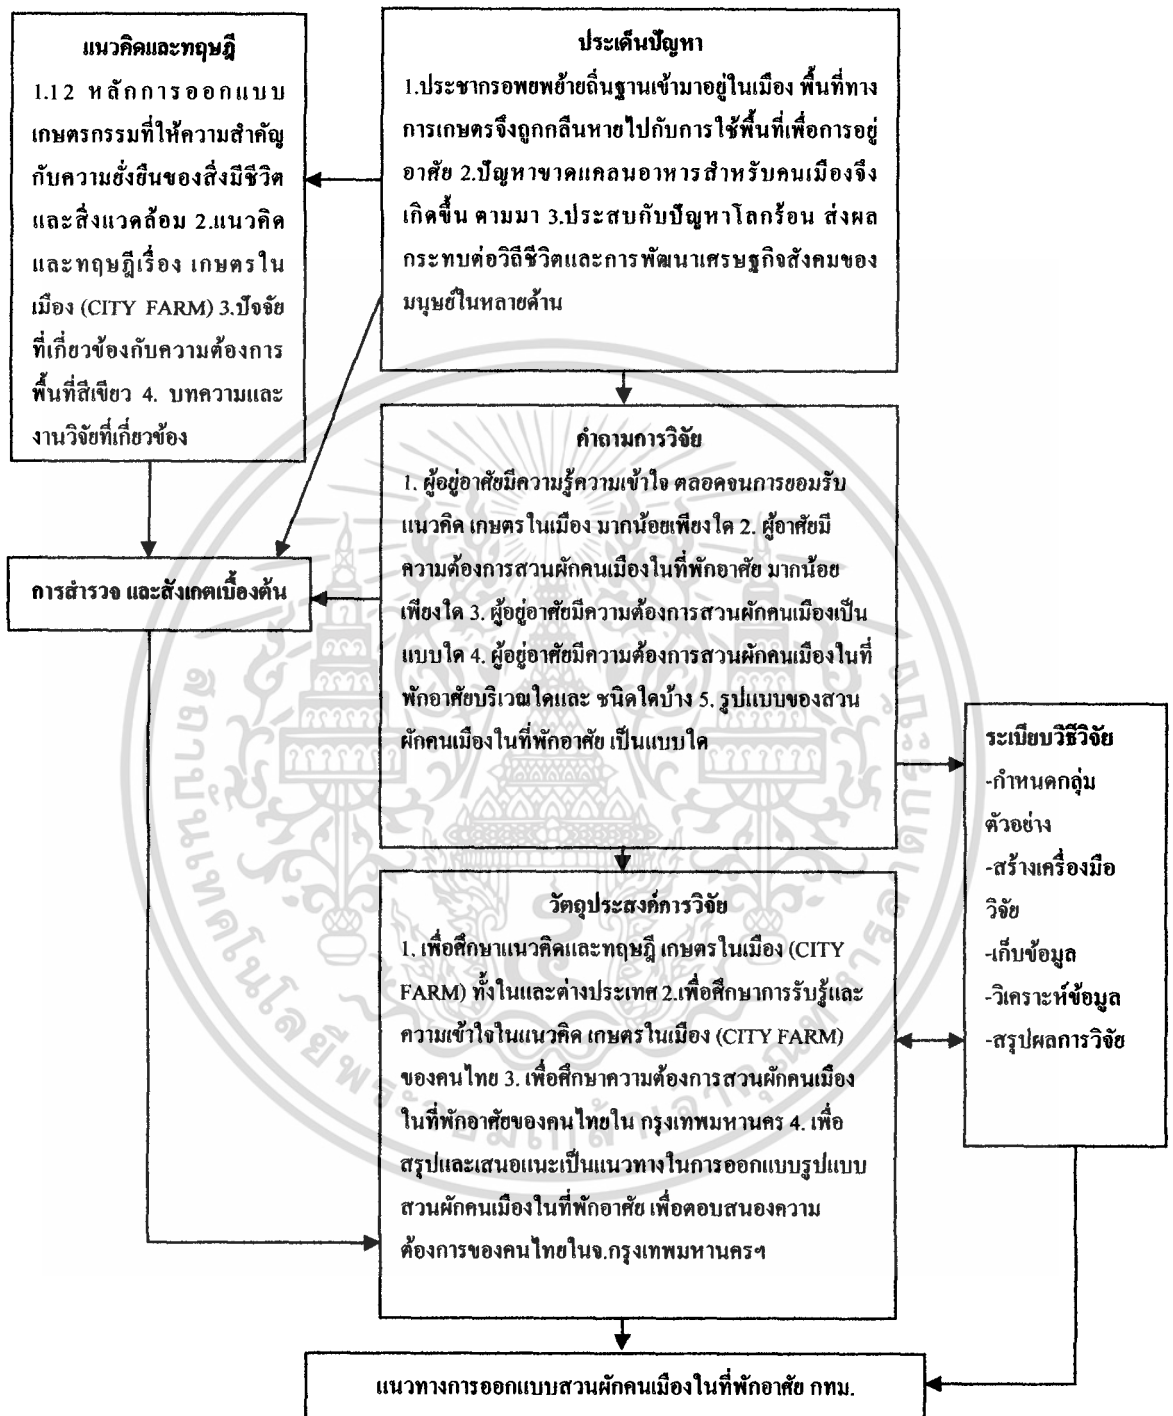 แนวคิดและทฤษฎี
1.12 หลักการออกแบบ
เกษตรกรรมที่ให้ความสำคัญ
กับความยั่งยืนของสิ่งมีชีวิต
และสิ่งแวดล้อม 2.แนวคิด
และทฤษฎีเรื่อง เกษตรใน
เมือง (CITY FARM) 3.ปัจจัย
ที่เกี่ยวข้องกับความต้องการ
พื้นที่สีเขียว 4. บทความและ
งานวิจัยที่เกี่ยวข้อง
ประเด็นปัญหา
1.ประชากรอพยพย้ายถิ่นฐานเข้ามาอยู่ในเมือง พื้นที่ทาง
การเกษตรจึงถูกกลืนหายไปกับการใช้พื้นที่เพื่อการอยู่
อาศัย 2.ปัญหาขาดแคลนอาหารสำหรับคนเมืองจึง
เกิดขึ้น ตามมา 3.ประสบกับปัญหาโลกร้อน ส่งผล
กระทบต่อวิถีชีวิตและการพัฒนาเศรษฐกิจสังคมของ
มนุษย์ในหลายด้าน
คำถามการวิจัย
1. ผู้อยู่อาศัยมีความรู้ความเข้าใจ ตลอดจนการยอมรับ
แนวคิด เกษตรในเมือง มากน้อยเพียงใด 2. ผู้อาศัยมี
ความต้องการสวนผักคนเมืองในที่พักอาศัย มากน้อย
เพียงใด 3. ผู้อยู่อาศัยมีความต้องการสวนผักคนเมืองเป็น
แบบใด 4. ผู้อยู่อาศัยมีความต้องการสวนผักคนเมืองในที่
พักอาศัยบริเวณใดและ ชนิดใดบ้าง 5. รูปแบบของสวน
ผักคนเมืองในที่พักอาศัย เป็นแบบใด
การสำรวจ และสังเกตเบื้องต้น
ระเบียบวิธีวิจัย
-กำหนดกลุ่ม
ตัวอย่าง
-สร้างเครื่องมือ
วิจัย
-เก็บข้อมูล
-วิเคราะห์ข้อมูล
-สรุปผลการวิจัย
วัตถุประสงค์การวิจัย
1. เพื่อศึกษาแนวคิดและทฤษฎี เกษตรในเมือง (CITY
FARM) ทั้งในและต่างประเทศ 2.เพื่อศึกษาการรับรู้และ
ความเข้าใจในแนวคิด เกษตรในเมือง (CITY FARM)
ของคนไทย 3. เพื่อศึกษาความต้องการสวนผักคนเมือง
ในที่พักอาศัยของคนไทยใน กรุงเทพมหานคร 4. เพื่อ
สรุปและเสนอแนะเป็นแนวทางในการออกแบบรูปแบบ
สวนผักคนเมืองในที่พักอาศัย เพื่อตอบสนองความ
ต้องการของคนไทยในจ.กรุงเทพมหานครฯ
แนวทางการออกแบบสวนผักคนเมืองในที่พักอาศัย กทม.
สถาบันเทคโนโลยีพระจอมเกล้าเจ้าคุณทหารลาดกระบัง